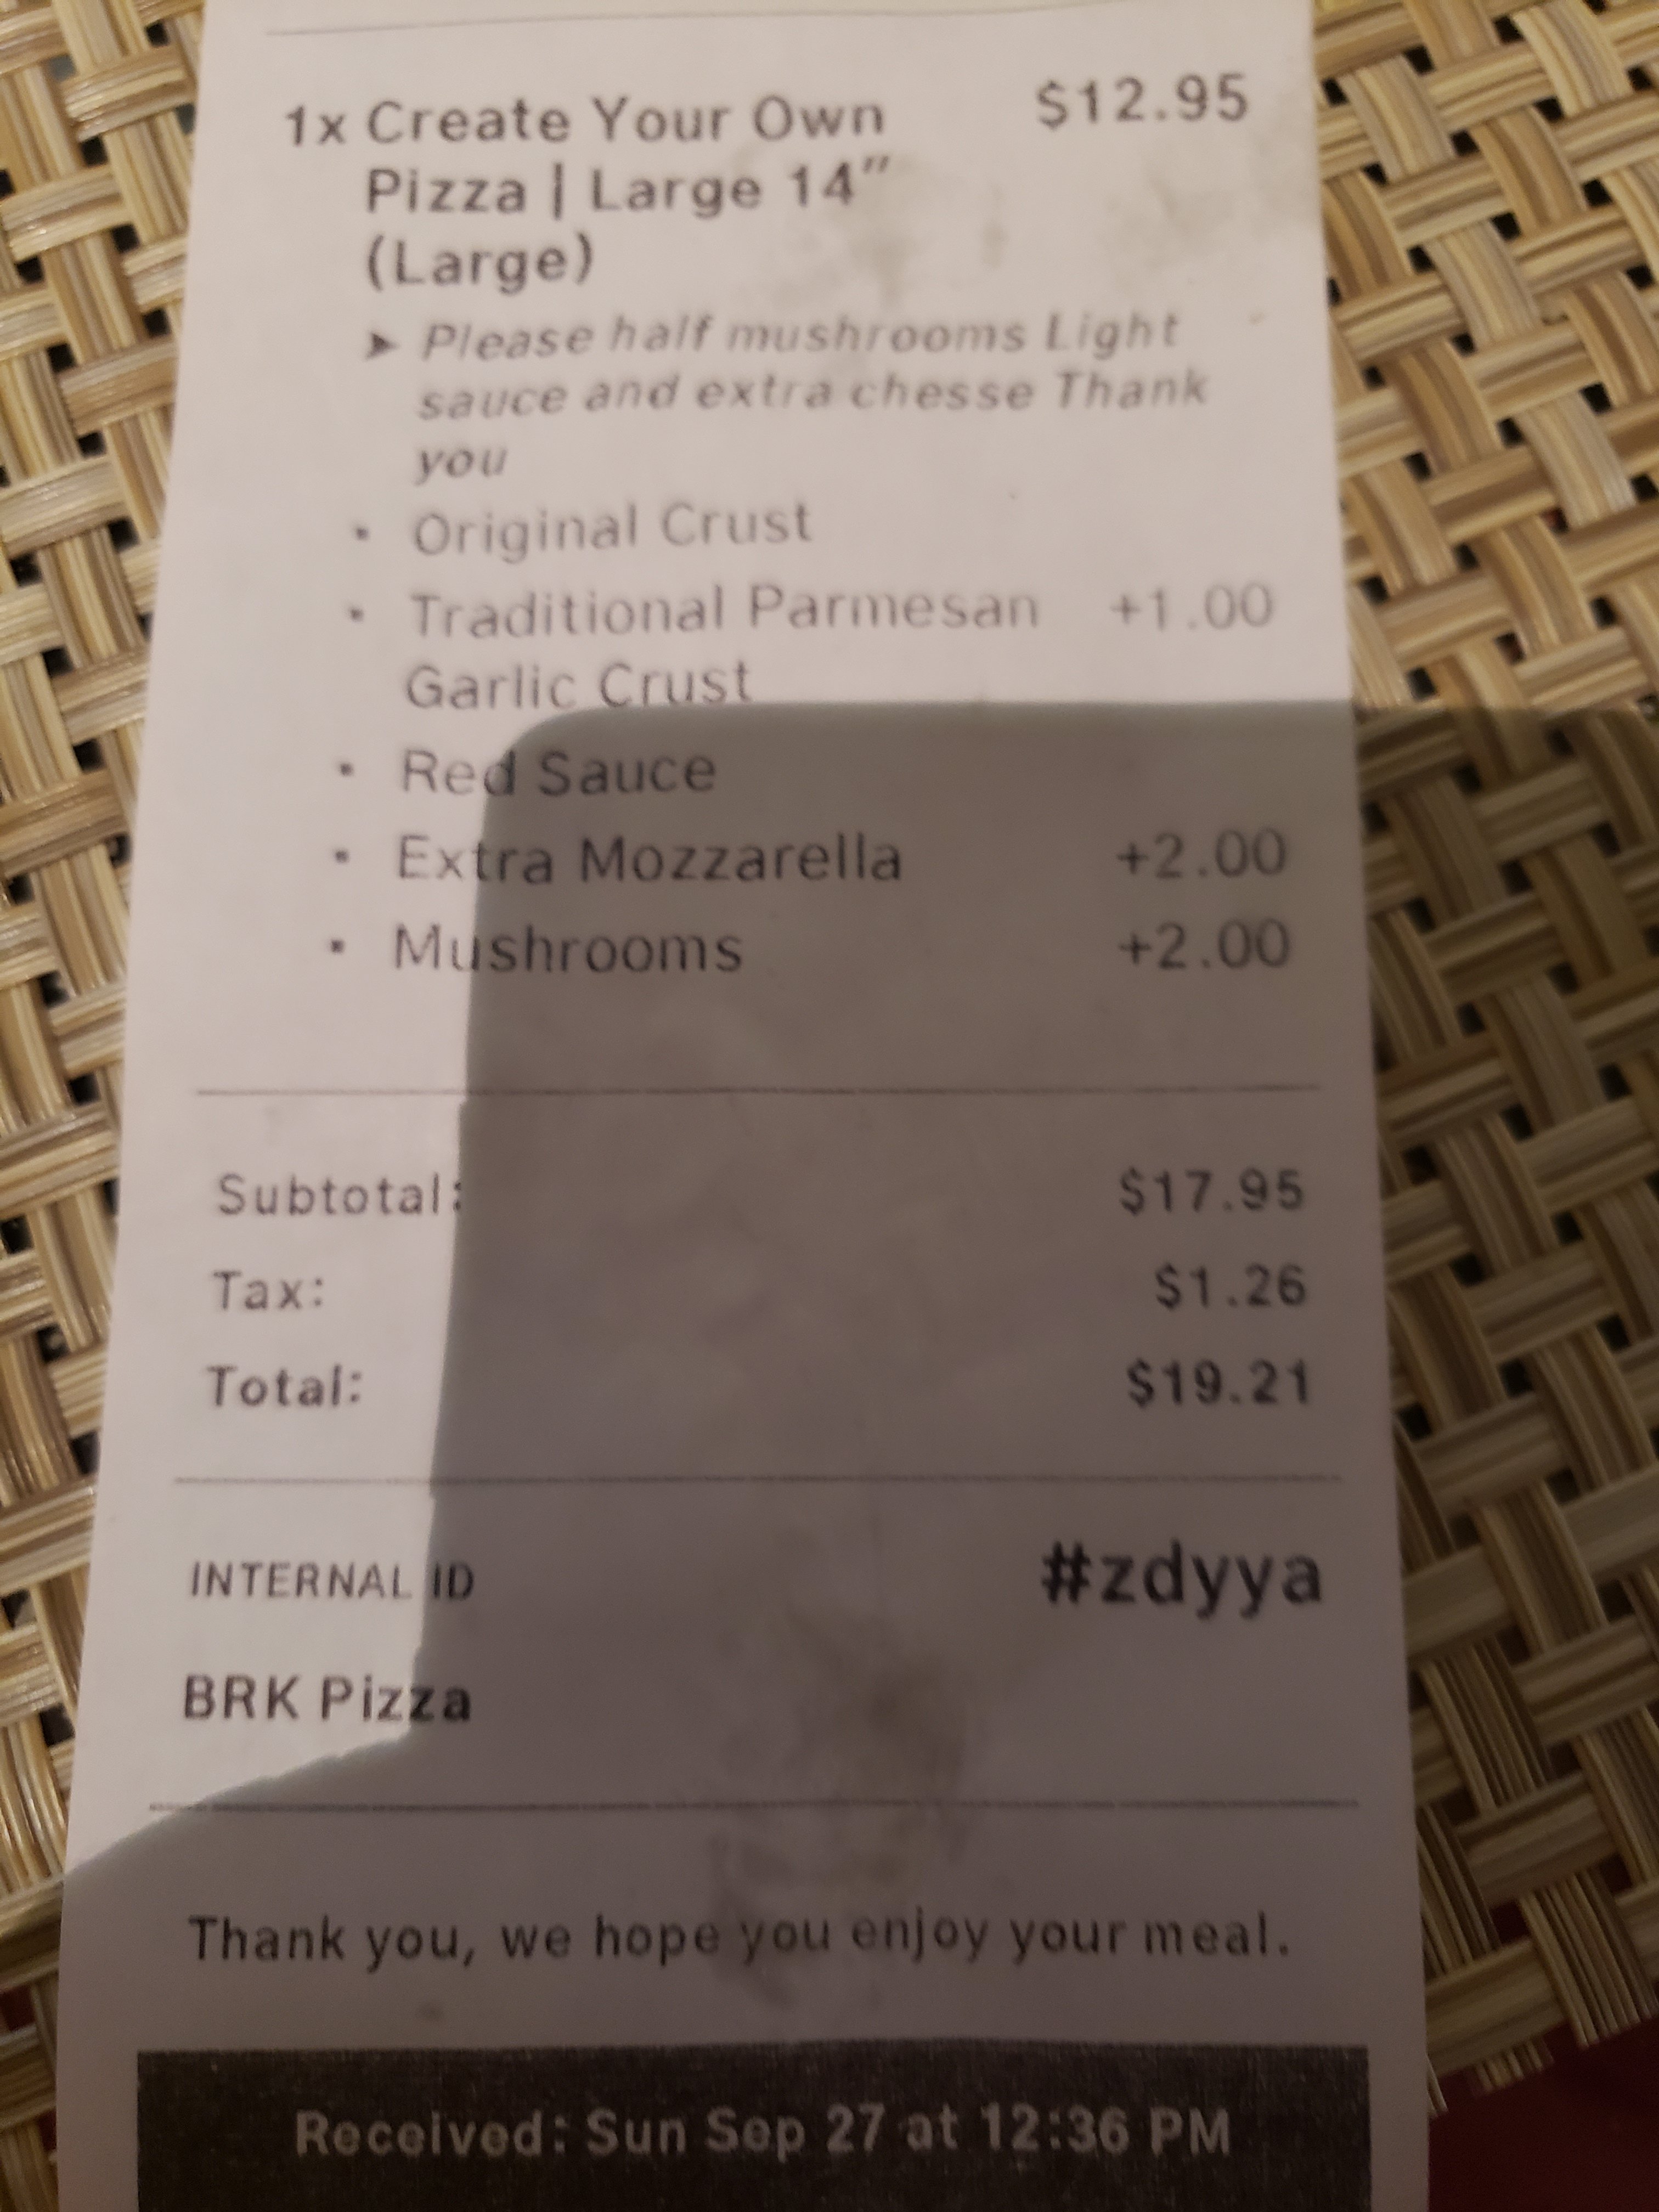 1x Create Your Own $12.95
Pizza | Large 14"
(Large)
➤ Please half mushrooms Light
sauce and extra chesse Thank
you
• Original Crust
• Traditional Parmesan +1.00
Garlic Crust
• Red Sauce
• Extra Mozzarella +2.00
• Mushrooms +2.00
Subtotal: $17.95
Tax: $1.26
Total: $19.21
INTERNAL ID #zdyya
BRK Pizza
Thank you, we hope you enjoy your meal.
Received: Sun Sep 27 at 12:36 PM